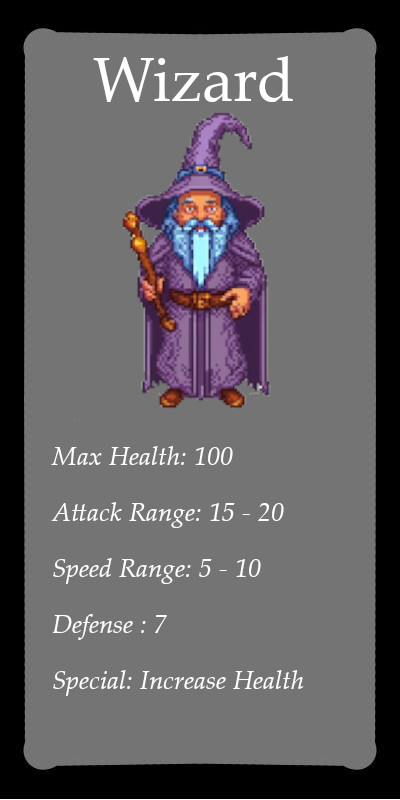 Wizard
Max Health: 100
Attack Range: 15 - 20
Speed Range: 5 - 10
Defense : 7
Special: Increase Health